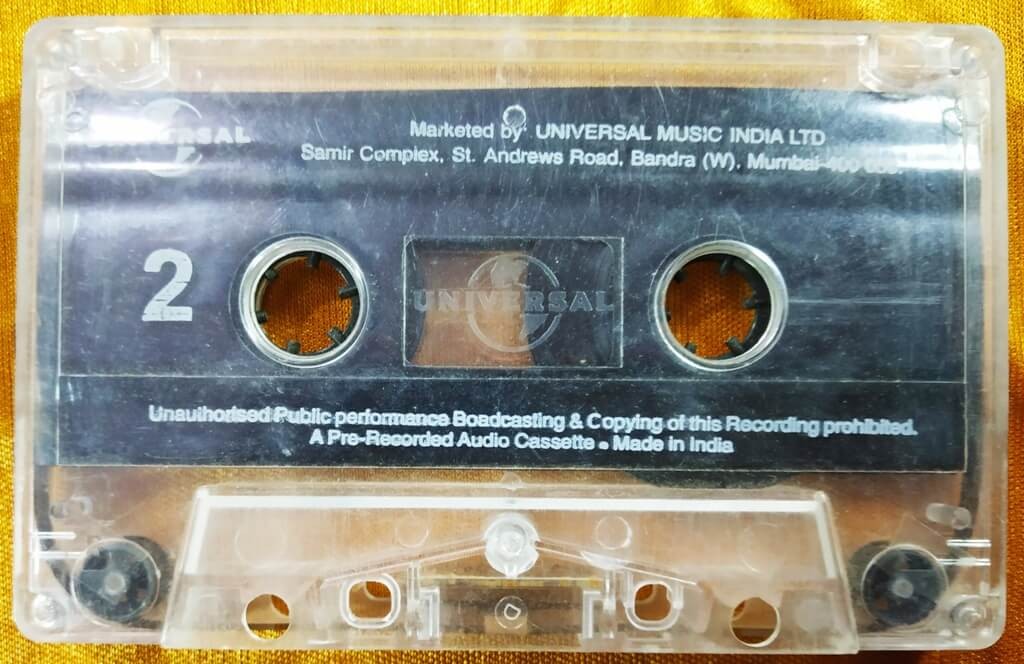 UNIVERSAL
Marketed by UNIVERSAL MUSIC INDIA LTD
Samir Complex, St. Andrews Road, Bandra (W), Mumbai-400
2
UNIVERSAL
Unauthorised Public performance Boadcasting & Copying of this Recording prohibited.
A Pre-Recorded Audio Cassette • Made in India